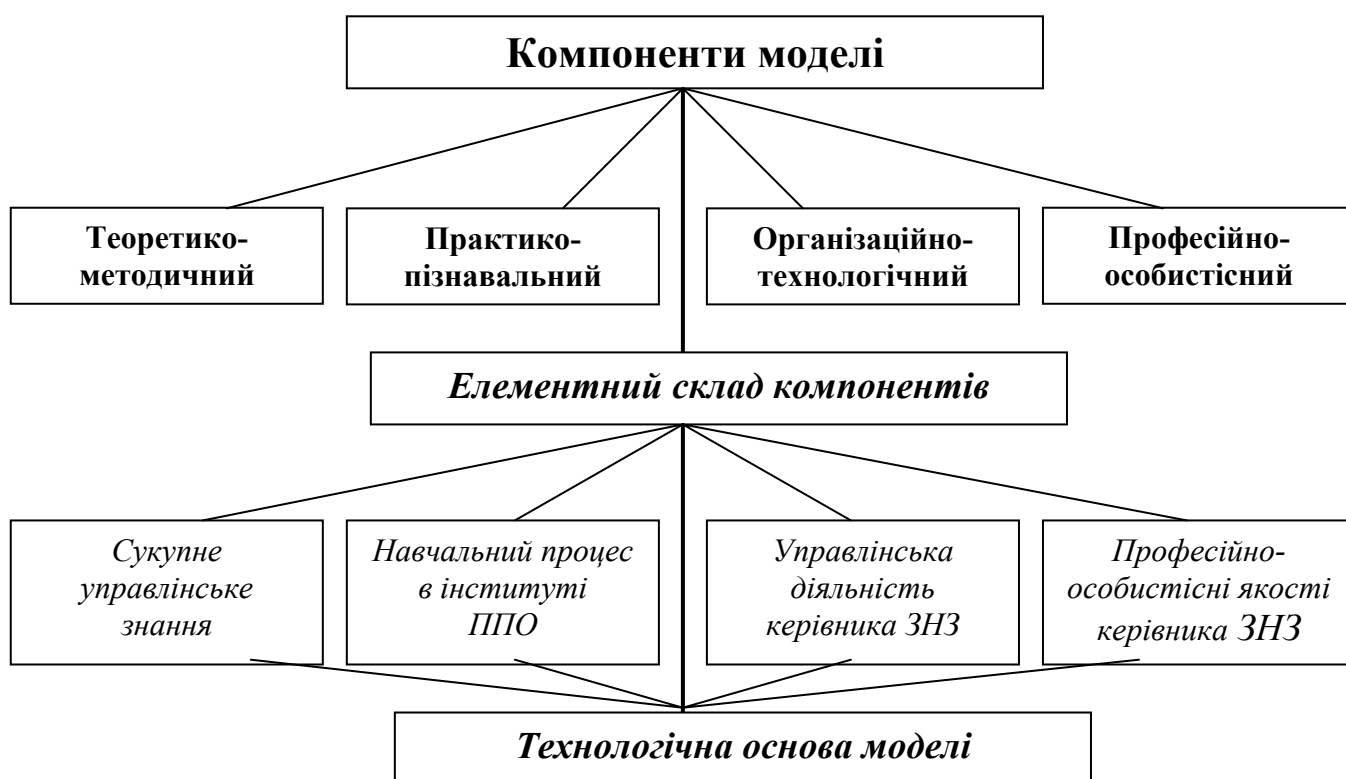 Компоненти моделі
Теоретико-
методичний
Практико-
пізнавальний
Організаційно-
технологічний
Професійно-
особистісний
Елементний склад компонентів
Сукупне
управлінське
знання
Навчальний процес
в інституті
ППО
Управлінська
діяльність
керівника ЗНЗ
Професійно-
особистісні якості
керівника ЗНЗ
Технологічна основа моделі